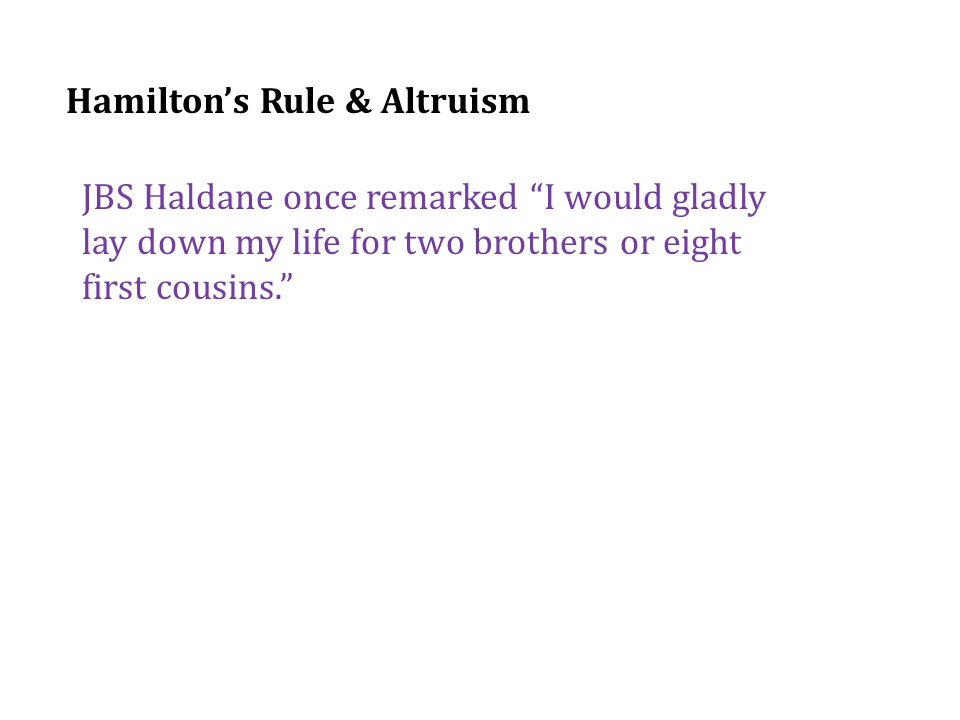 Hamilton’s Rule & Altruism
JBS Haldane once remarked “I would gladly
lay down my life for two brothers or eight
first cousins.”